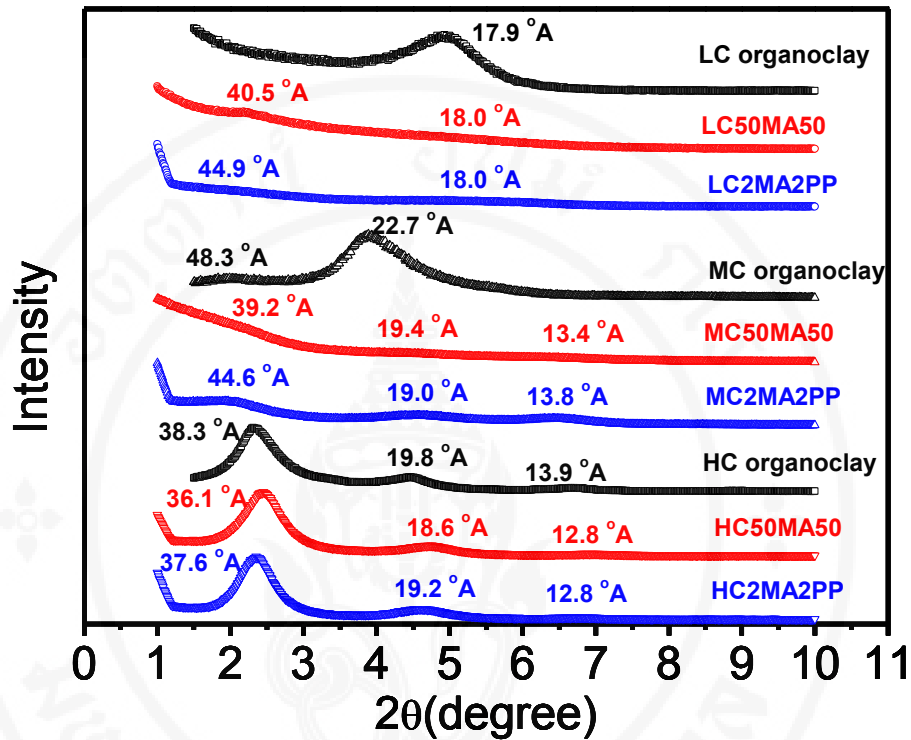 17.9 °A
LC organoclay
40.5 °A
18.0 °A
LC50MA50
44.9 °A
18.0 °A
LC2MA2PP
22.7 °A
48.3 °A
MC organoclay
39.2 °A
19.4 °A
13.4 °A
MC50MA50
44.6 °A
19.0 °A
13.8 °A
MC2MA2PP
38.3 °A
19.8 °A
13.9 °A
HC organoclay
36.1 °A
18.6 °A
12.8 °A
HC50MA50
37.6 °A
19.2 °A
12.8 °A
HC2MA2PP
Intensity
0 1 2 3 4 5 6 7 8 9 10 11
2θ(degree)